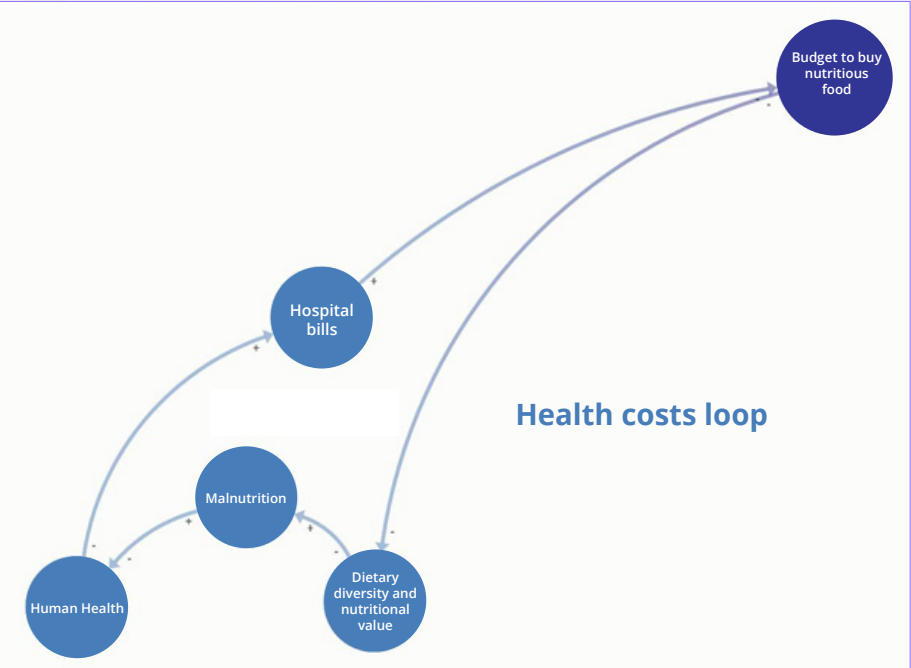 Budget to buy
nutritious
food
-
-
+
Hospital
bills
+
Health costs loop
Malnutrition
+
-
+
-
-
-
Dietary
diversity and
nutritional
value
Human Health